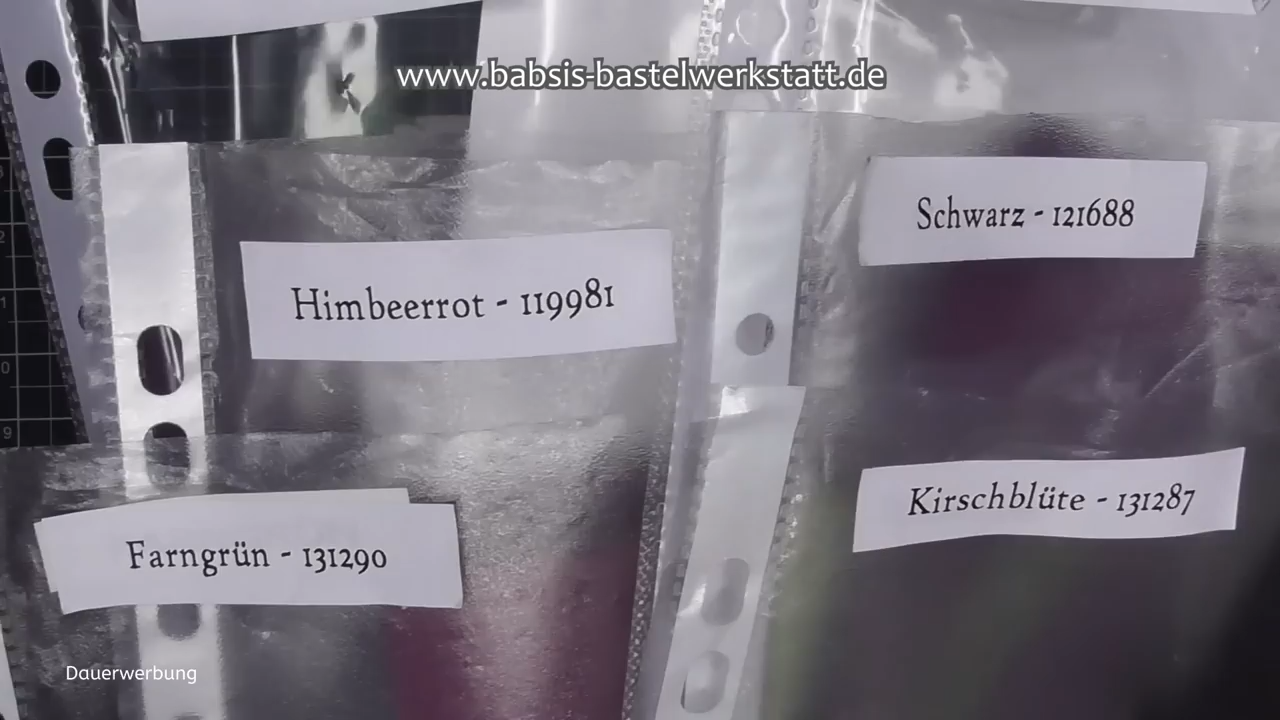 www.babsis-bastelwerkstatt.de
Schwarz - 121688
Himbeerrot - 119981
Kirschblüte - 131287
Farngrün - 131290
Dauerwerbung